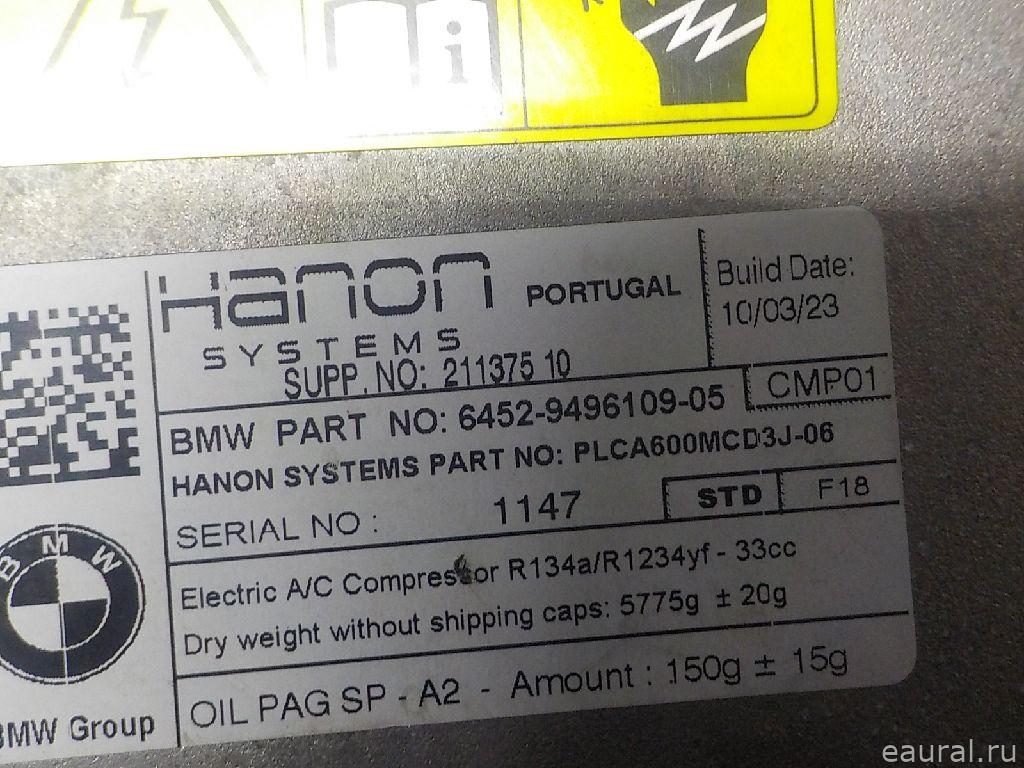 Hanon
SYSTEMS
PORTUGAL
Build Date:
10/03/23
SUPP. NO: 211375 10
BMW PART NO: 6452-9496109-05
CMP01
HANON SYSTEMS PART NO: PLCA600MCD3J-06
SERIAL NO : 1147
STD
F18
Electric A/C Compressor R134a/R1234yf - 33cc
Dry weight without shipping caps: 5775g ± 20g
OIL PAG SP - A2 - Amount : 150g ± 15g
BMW
BMW Group
i
eaural.ru